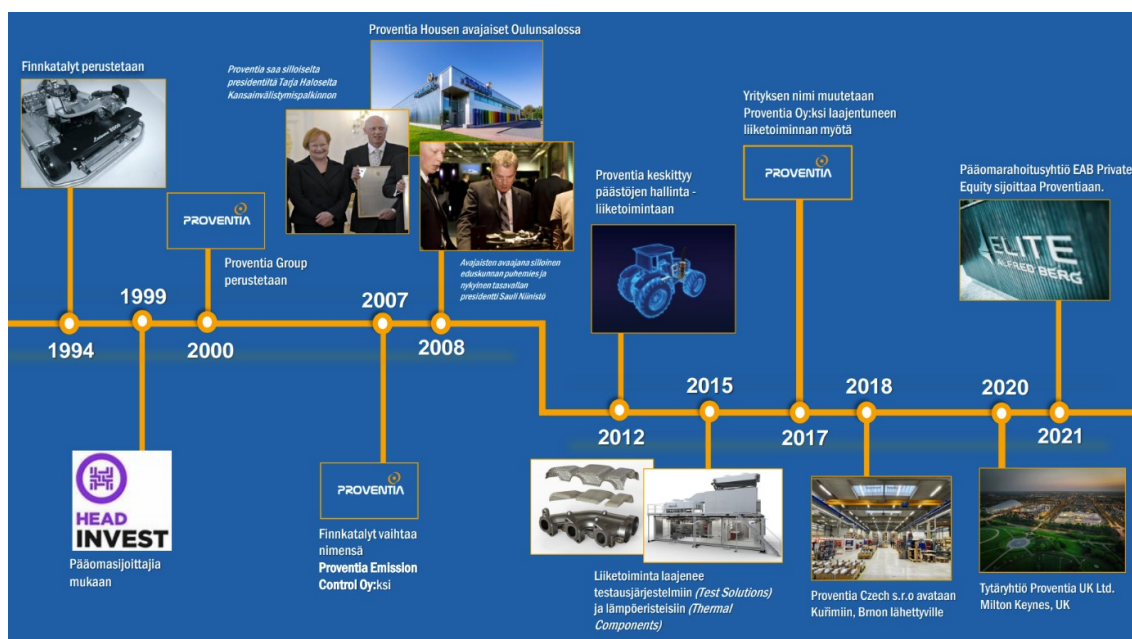 Finnkatalyt perustetaan
1994
1999
HEAD
INVEST
Pääomasijoittajia
mukaan
PROVENTIA
Proventia Group
perustetaan
2000
Proventia saa silloiselta
presidentiltä Tarja Haloselta
Kansainvälistymispalkinnon
2007
PROVENTIA
Finnkatalyt vaihtaa
nimensä
Proventia Emission
Control Oy:ksi
Proventia Housen avajaiset Oulunsalossa
Avajaisten avaajana silloinen
eduskunnan puhemies ja
nykyinen tasavallan
presidentti Sauli Niinistö
2008
Proventia keskittyy
päästöjen hallinta -
liiketoimintaan
2012
2015
Liiketoiminta laajenee
testausjärjestelmiin (Test Solutions)
ja lämpöeristeisiin (Thermal
Components)
Yrityksen nimi muutetaan
Proventia Oy:ksi laajentuneen
liiketoiminnan myötä
PROVENTIA
2017
2018
Proventia Czech s.r.o avataan
Kuřimiin, Brnon lähettyville
2020
Tytäryhtiö Proventia UK Ltd.
Milton Keynes, UK
Pääomarahoitusyhtiö EAB Private
Equity sijoittaa Proventiaan.
ELITE
ALFRED BERG
2021